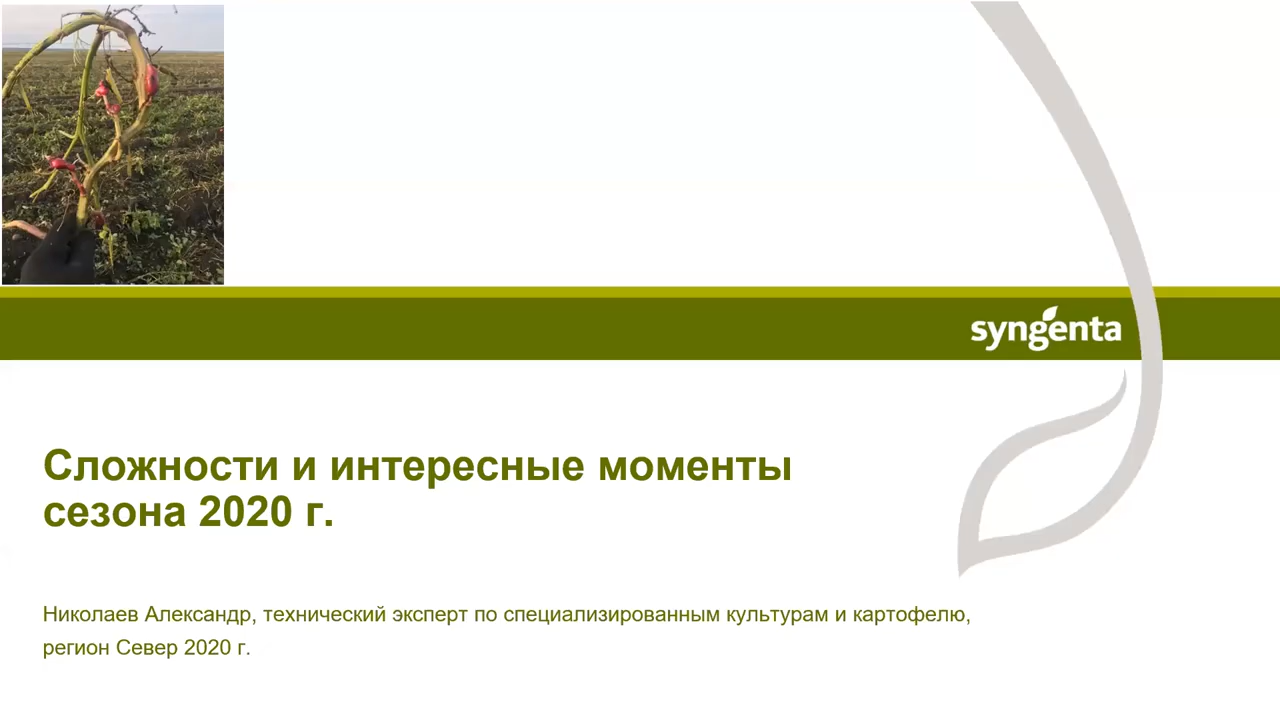 syngenta
Сложности и интересные моменты
сезона 2020 г.
Николаев Александр, технический эксперт по специализированным культурам и картофелю,
регион Север 2020 г.